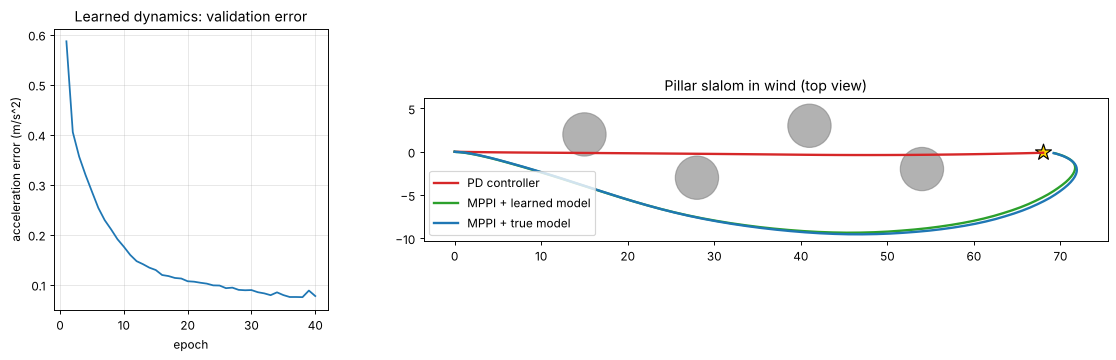 Learned dynamics: validation error
acceleration error (m/s^2)
0.6
0.5
0.4
0.3
0.2
0.1
0 10 20 30 40
epoch
Pillar slalom in wind (top view)
5
0
−5
−10
PD controller
MPPI + learned model
MPPI + true model
0 10 20 30 40 50 60 70